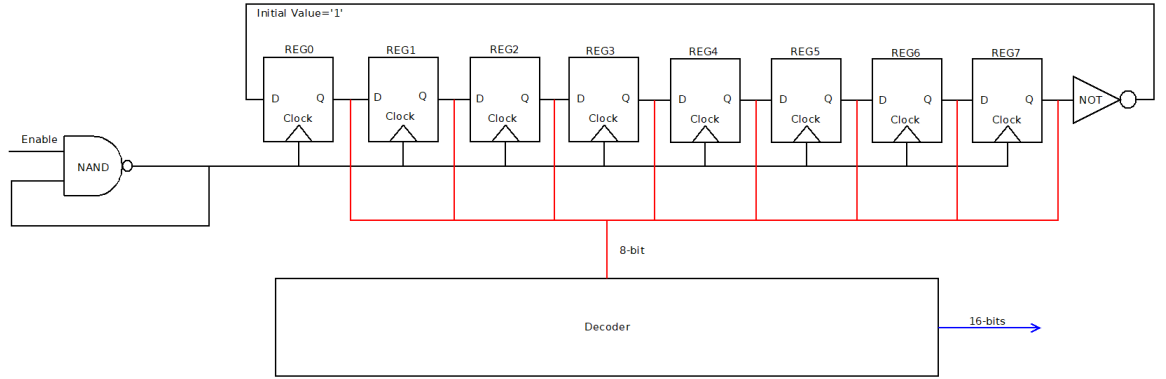 Initial Value='1'
REG0 REG1 REG2 REG3 REG4 REG5 REG6 REG7
D Q D Q D Q D Q D Q D Q D Q D Q NOT
Clock Clock Clock Clock Clock Clock Clock Clock
Enable
NAND
8-bit
16-bits
Decoder